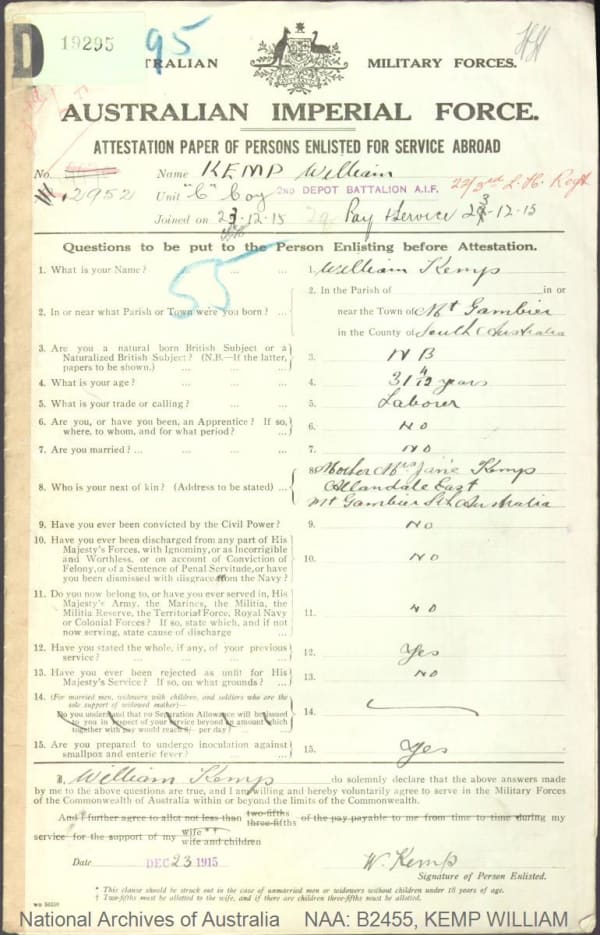 D
19295
95
TRALIAN MILITARY FORCES.
AUSTRALIAN IMPERIAL FORCE.
ATTESTATION PAPER OF PERSONS ENLISTED FOR SERVICE ABROAD
No. 2952
Name KEMP William
Unit "C" Coy 2ND DEPOT BATTALION A.I.F. 22/3rd L. H. Regt
Joined on 23-12-15 Pay & Service 23-12-15
Questions to be put to the Person Enlisting before Attestation.
55
1. What is your Name? ... ... 1. William Kemp
2. In or near what Parish or Town were you born? ...
2. In the Parish of in or
near the Town of Mt Gambier
in the County of South Australia
3. Are you a natural born British Subject or a
Naturalized British Subject? (N.B.—If the latter,
papers to be shown.) ... ... 3. N B
4. What is your age? ... ... 4. 31 4/12 years
5. What is your trade or calling? ... ... 5. Laborer
6. Are you, or have you been, an Apprentice? If so,
where, to whom, and for what period? ... 6. No
7. Are you married? ... ... ... 7. No
8. Who is your next of kin? (Address to be stated) ...
8. Mother Mrs Jane Kemp
Allandale East
Mt Gambier Sth Australia
9. Have you ever been convicted by the Civil Power? 9. No
10. Have you ever been discharged from any part of His
Majesty's Forces, with Ignominy, or as Incorrigible
and Worthless, or on account of Conviction of
Felony, or of a Sentence of Penal Servitude, or have
you been dismissed with disgrace from the Navy? 10. No
11. Do you now belong to, or have you ever served in, His
Majesty's Army, the Marines, the Militia, the
Militia Reserve, the Territorial Force, Royal Navy
or Colonial Forces? If so, state which, and if not
now serving, state cause of discharge ... 11. No
12. Have you stated the whole, if any, of your previous
service? ... ... ... 12. Yes
13. Have you ever been rejected as unfit for His
Majesty's Service? If so, on what grounds? ... 13. No
14. (For married men, widowers with children, and soldiers who are the
sole support of widowed mother)—
Do you understand that no Separation Allowance will be issued
to you in respect of your service beyond an amount which
together with pay would reach 8/- per day? ... 14.
15. Are you prepared to undergo inoculation against
smallpox and enteric fever? ... 15. Yes
I, William Kemp do solemnly declare that the above answers made
by me to the above questions are true, and I am willing and hereby voluntarily agree to serve in the Military Forces
of the Commonwealth of Australia within or beyond the limits of the Commonwealth.
And I further agree to allot not less than two-fifths three-fifths of the pay payable to me from time to time during my
service for the support of my wife *† wife and children
Date DEC 23 1915
W. Kemp
Signature of Person Enlisted.
* This clause should be struck out in the case of unmarried men or widowers without children under 18 years of age.
† Two-fifths must be allotted to the wife, and if there are children three-fifths must be allotted.
National Archives of Australia NAA: B2455, KEMP WILLIAM